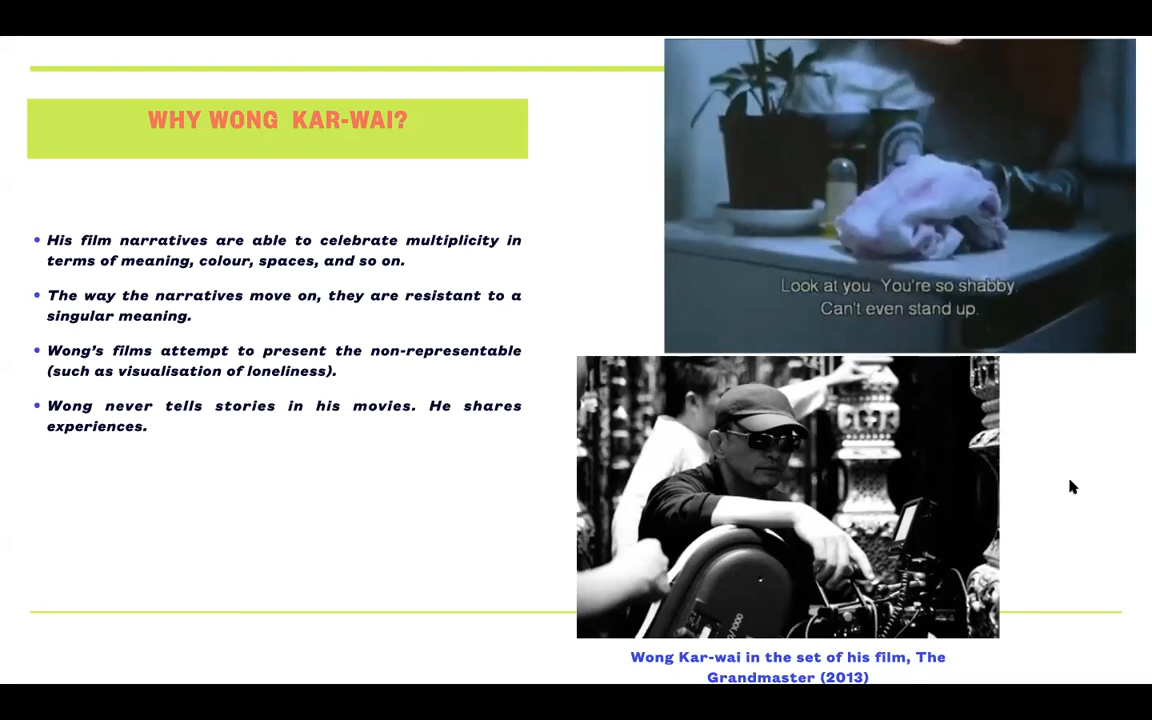 WHY WONG KAR-WAI?
• His film narratives are able to celebrate multiplicity in
terms of meaning, colour, spaces, and so on.
• The way the narratives move on, they are resistant to a
singular meaning.
• Wong's films attempt to present the non-representable
(such as visualisation of loneliness).
• Wong never tells stories in his movies. He shares
experiences.
Look at you. You're so shabby.
Can't even stand up.
Wong Kar-wai in the set of his film, The
Grandmaster (2013)